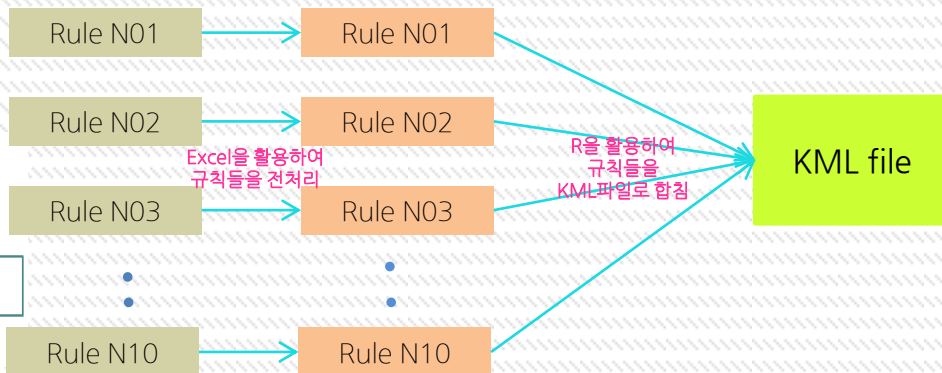 Rule N01
Rule N01
Rule N02
Rule N02
Excel을 활용하여
규칙들을 전처리
R을 활용하여
규칙들을
KML파일로 합침
KML file
Rule N03
Rule N03
Rule N10
Rule N10